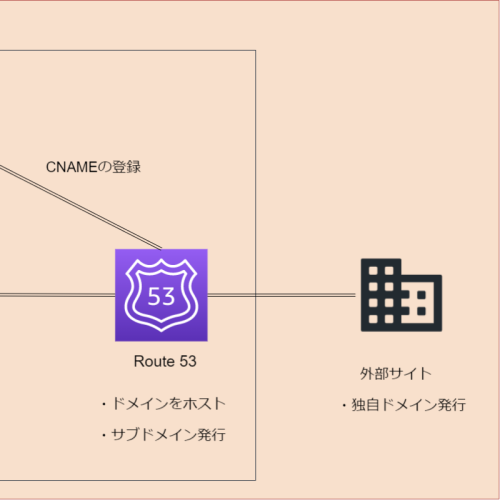 CNAMEの登録
53
Route 53
・ドメインをホスト
・サブドメイン発行
外部サイト
・独自ドメイン発行